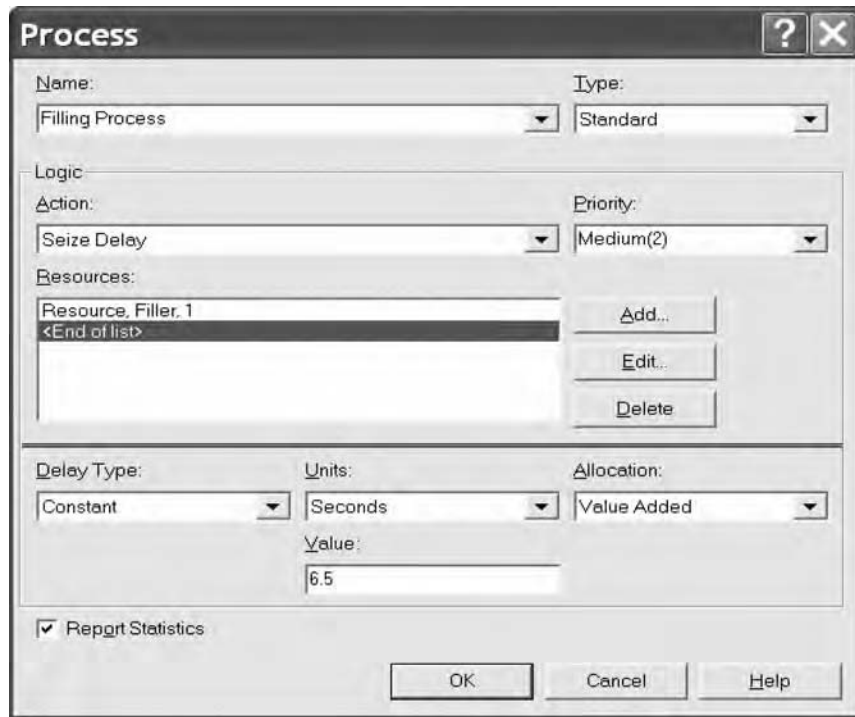 Process ?
Name: Type:
Filling Process Standard
Logic
Action: Priority:
Seize Delay Medium(2)
Resources:
Resource, Filler, 1
<End of list>
Add...
Edit...
Delete
Delay Type: Units: Allocation:
Constant Seconds Value Added
Value:
6.5
Report Statistics
OK Cancel Help